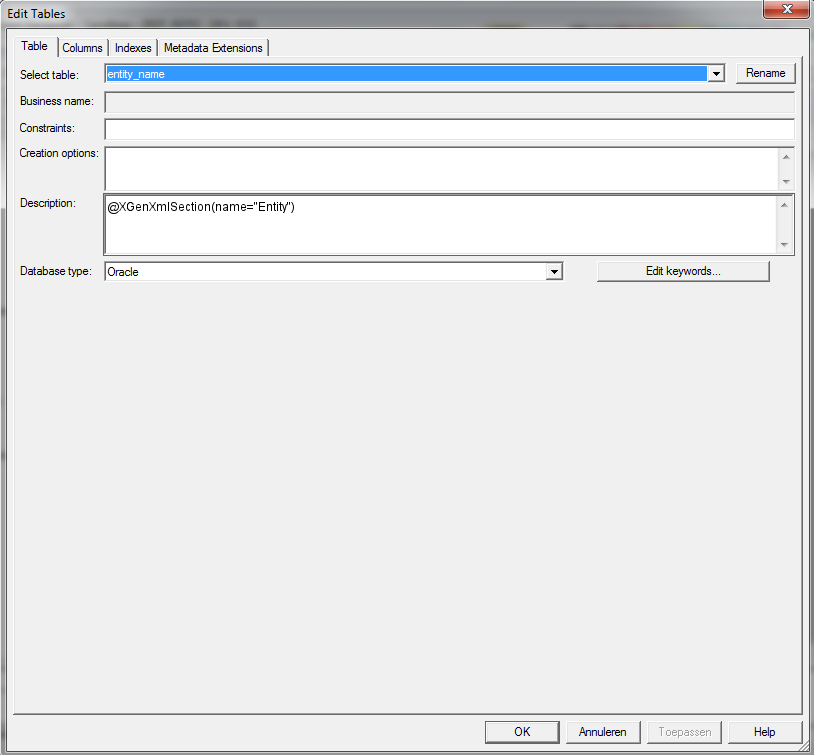 Edit Tables
Table Columns Indexes Metadata Extensions
Select table: entity_name Rename
Business name:
Constraints:
Creation options:
Description: @XGenXmlSection(name="Entity")
Database type: Oracle Edit keywords...
OK Annuleren Toepassen Help